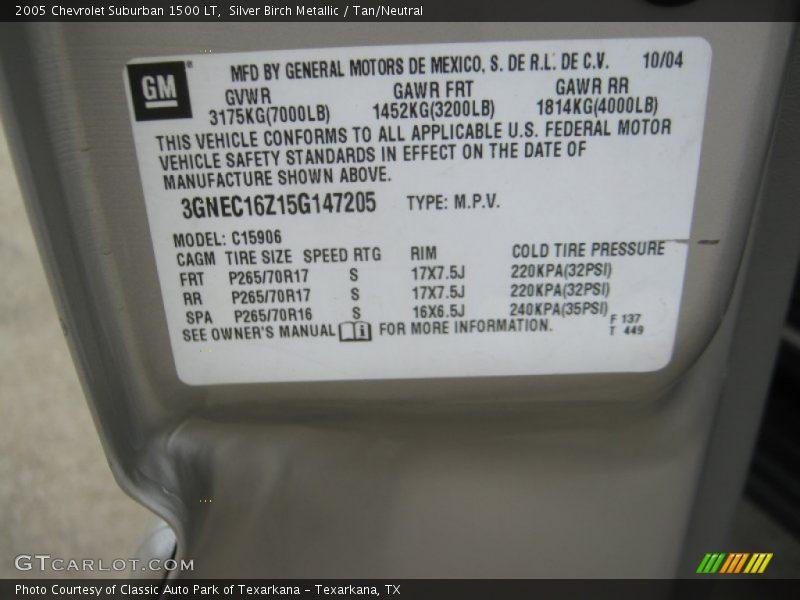 2005 Chevrolet Suburban 1500 LT, Silver Birch Metallic / Tan/Neutral
GM
MFD BY GENERAL MOTORS DE MEXICO, S. DE R.L. DE C.V. 10/04
GVWR GAWR FRT GAWR RR
3175KG(7000LB) 1452KG(3200LB) 1814KG(4000LB)
THIS VEHICLE CONFORMS TO ALL APPLICABLE U.S. FEDERAL MOTOR
VEHICLE SAFETY STANDARDS IN EFFECT ON THE DATE OF
MANUFACTURE SHOWN ABOVE.
3GNEC16Z15G147205 TYPE: M.P.V.
MODEL: C15906
CAGM TIRE SIZE SPEED RTG RIM COLD TIRE PRESSURE
FRT P265/70R17 S 17X7.5J 220KPA(32PSI)
RR P265/70R17 S 17X7.5J 220KPA(32PSI)
SPA P265/70R16 S 16X6.5J 240KPA(35PSI)
SEE OWNER'S MANUAL FOR MORE INFORMATION.
F 137
T 449
GTCARLOT.COM
Photo Courtesy of Classic Auto Park of Texarkana – Texarkana, TX